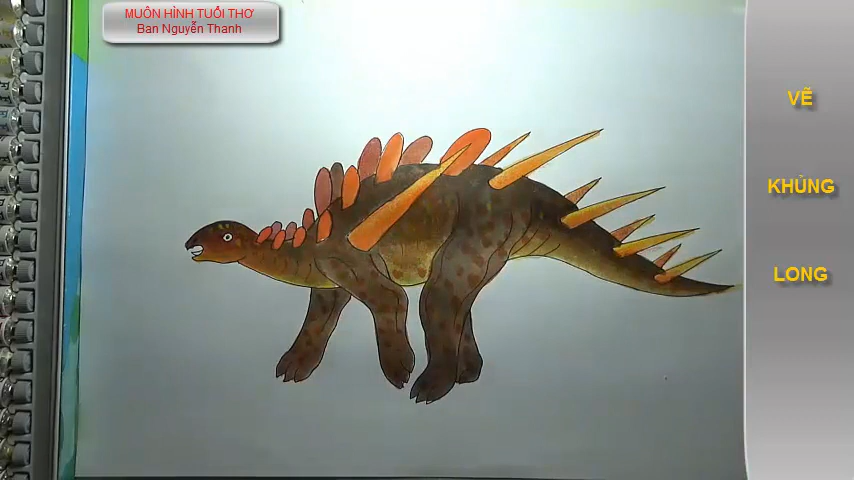 MUÔN HÌNH TUỔI THƠ
Ban Nguyễn Thanh
VẼ
KHỦNG
LONG